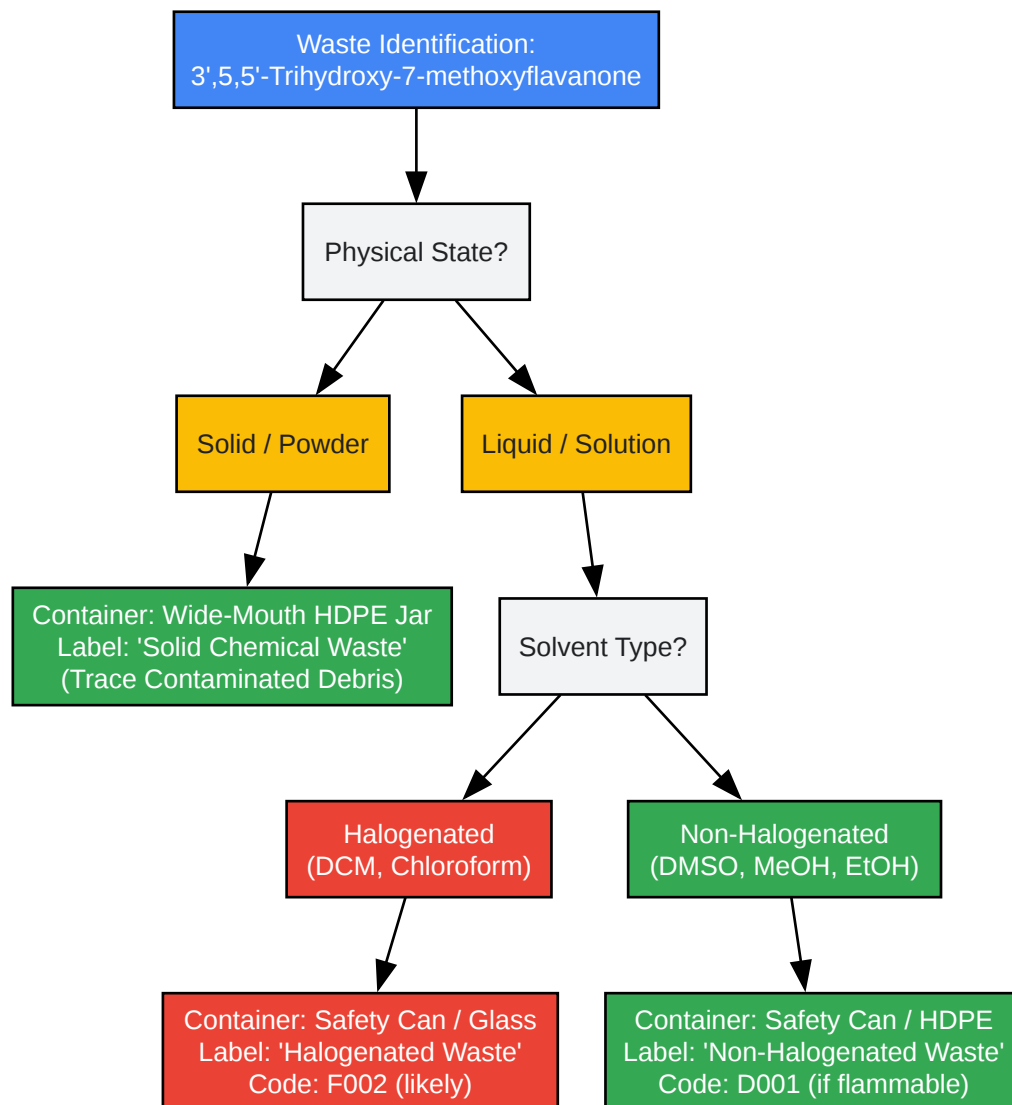 Waste Identification:
3',5,5'-Trihydroxy-7-methoxyflavanone
Physical State?
Solid / Powder
Liquid / Solution
Container: Wide-Mouth HDPE Jar
Label: 'Solid Chemical Waste'
(Trace Contaminated Debris)
Solvent Type?
Halogenated
(DCM, Chloroform)
Non-Halogenated
(DMSO, MeOH, EtOH)
Container: Safety Can / Glass
Label: 'Halogenated Waste'
Code: F002 (likely)
Container: Safety Can / HDPE
Label: 'Non-Halogenated Waste'
Code: D001 (if flammable)